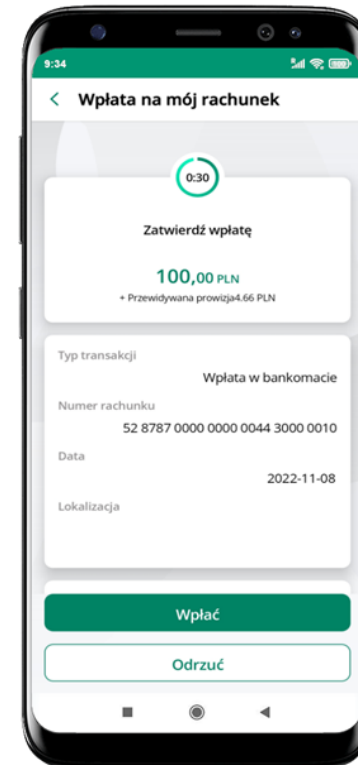 9:34
Wpłata na mój rachunek
0:30
Zatwierdź wpłatę
100,00 PLN
+ Przewidywana prowizja4.66 PLN
Typ transakcji
Wpłata w bankomacie
Numer rachunku
52 8787 0000 0000 0044 3000 0010
Data
2022-11-08
Lokalizacja
Wpłać
Odrzuć